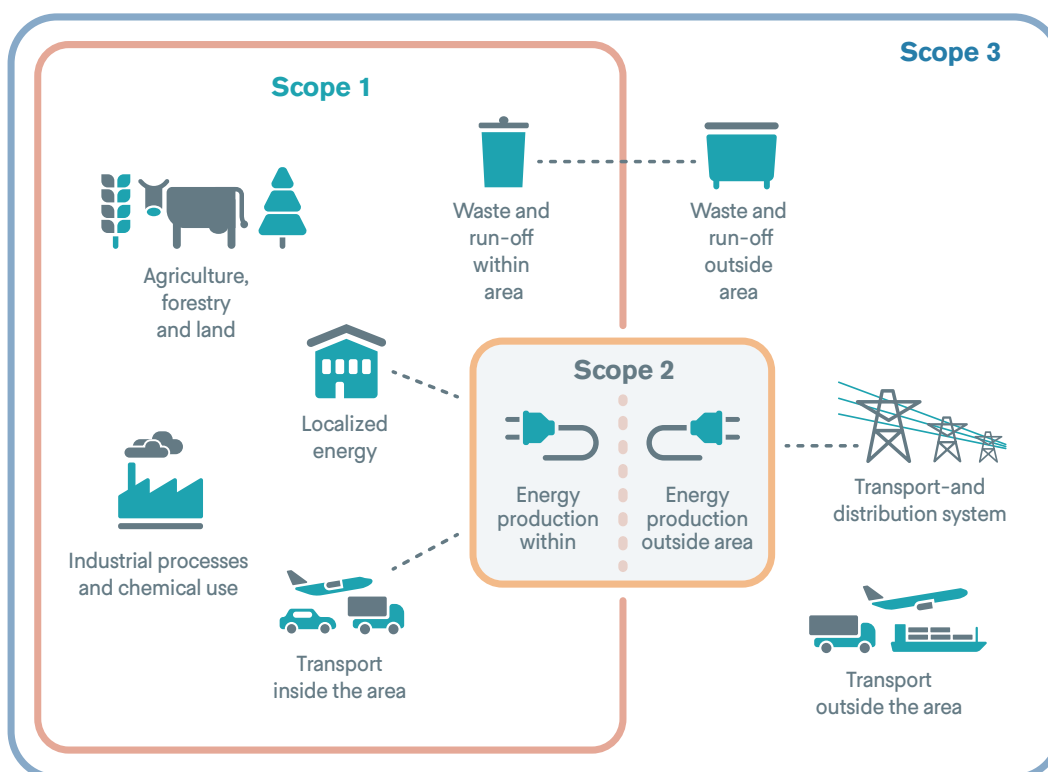 Scope 3
Scope 1
Waste and
run-off
within
area
Waste and
run-off
outside
area
Agriculture,
forestry
and land
Scope 2
Localized
energy
Energy
production
within
Energy
production
outside area
Transport-and
distribution system
Industrial processes
and chemical use
Transport
inside the area
Transport
outside the area